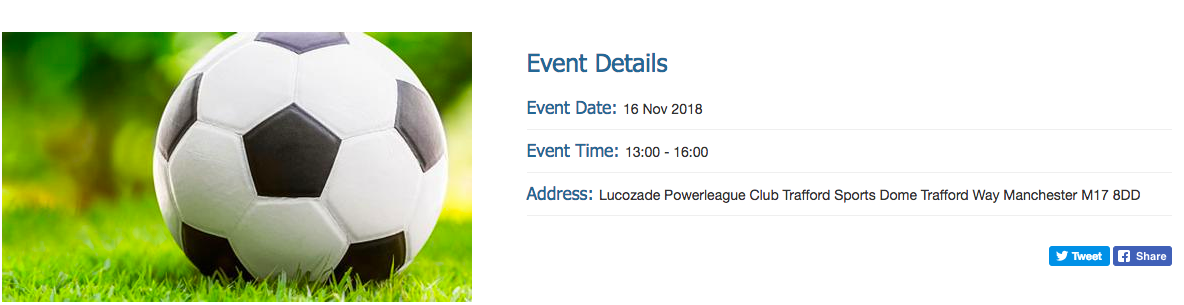 Event Details
Event Date: 16 Nov 2018
Event Time: 13:00 - 16:00
Address: Lucozade Powerleague Club Trafford Sports Dome Trafford Way Manchester M17 8DD
Tweet Share